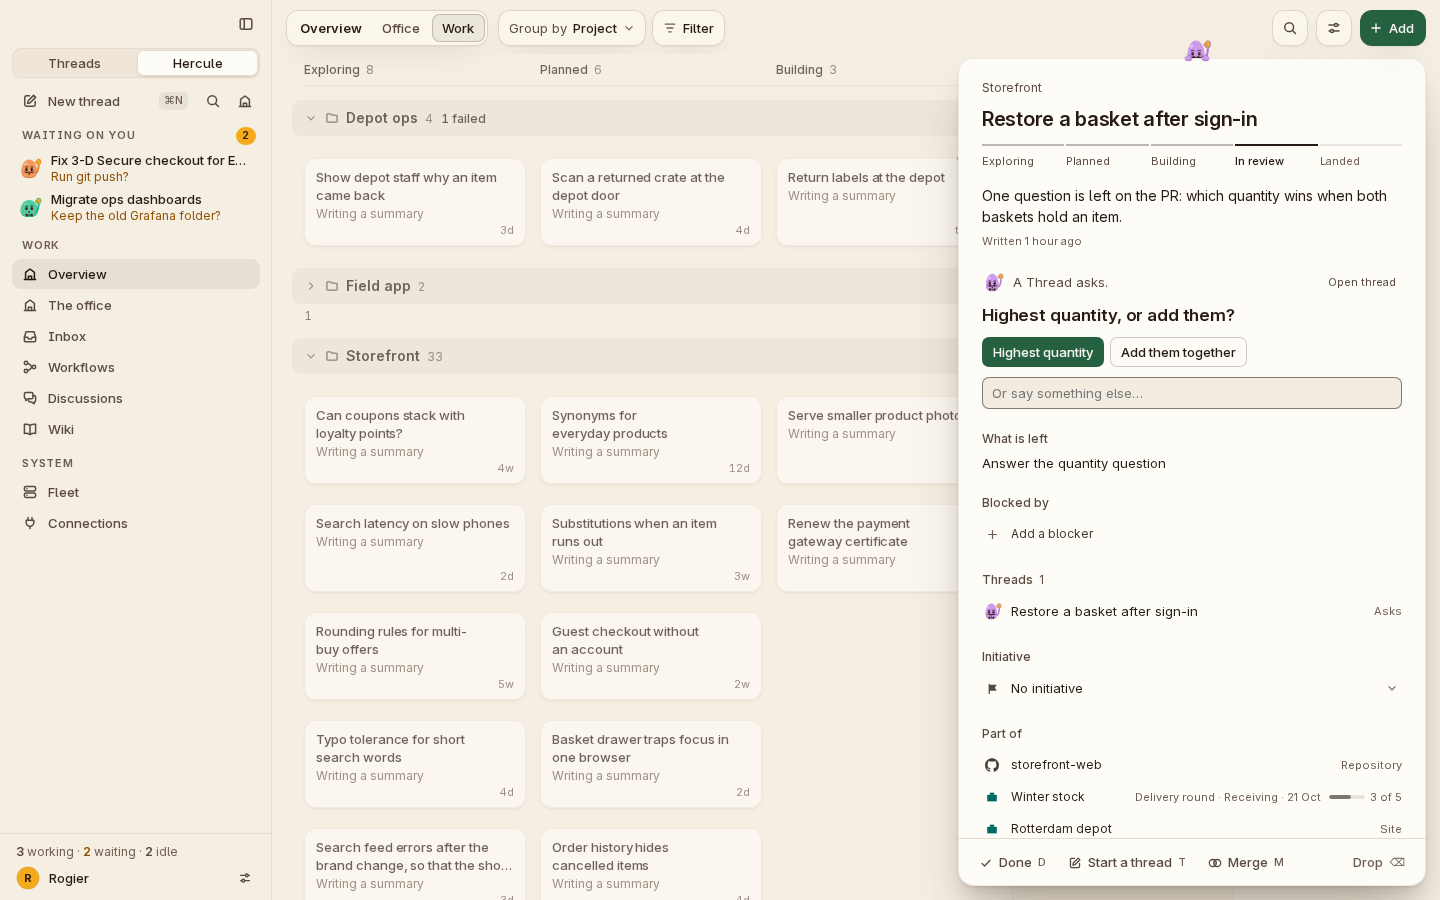 Threads
Hercule
New thread
⌘N
WAITING ON YOU
2
Fix 3-D Secure checkout for E…
Run git push?
Migrate ops dashboards
Keep the old Grafana folder?
WORK
Overview
The office
Inbox
Workflows
Discussions
Wiki
SYSTEM
Fleet
Connections
3 working · 2 waiting · 2 idle
R
Rogier
Overview
Office
Work
Group by Project
Filter
Add
Exploring 8
Planned 6
Building 3
Depot ops 4 1 failed
Show depot staff why an item
came back
Writing a summary
3d
Scan a returned crate at the
depot door
Writing a summary
4d
Return labels at the depot
Writing a summary
Field app 2
1
Storefront 33
Can coupons stack with
loyalty points?
Writing a summary
4w
Synonyms for
everyday products
Writing a summary
12d
Serve smaller product photo
Writing a summary
Search latency on slow phones
Writing a summary
2d
Substitutions when an item
runs out
Writing a summary
3w
Renew the payment
gateway certificate
Writing a summary
Rounding rules for multi-
buy offers
Writing a summary
5w
Guest checkout without
an account
Writing a summary
2w
Typo tolerance for short
search words
Writing a summary
4d
Basket drawer traps focus in
one browser
Writing a summary
2d
Search feed errors after the
brand change, so that the sho…
Writing a summary
3d
Order history hides
cancelled items
Writing a summary
4d
Storefront
Restore a basket after sign-in
Exploring
Planned
Building
In review
Landed
One question is left on the PR: which quantity wins when both
baskets hold an item.
Written 1 hour ago
A Thread asks.
Open thread
Highest quantity, or add them?
Highest quantity
Add them together
Or say something else…
What is left
Answer the quantity question
Blocked by
Add a blocker
Threads 1
Restore a basket after sign-in
Asks
Initiative
No initiative
Part of
storefront-web
Repository
Winter stock
Delivery round · Receiving · 21 Oct
3 of 5
Rotterdam depot
Site
Done D
Start a thread T
Merge M
Drop ⌫